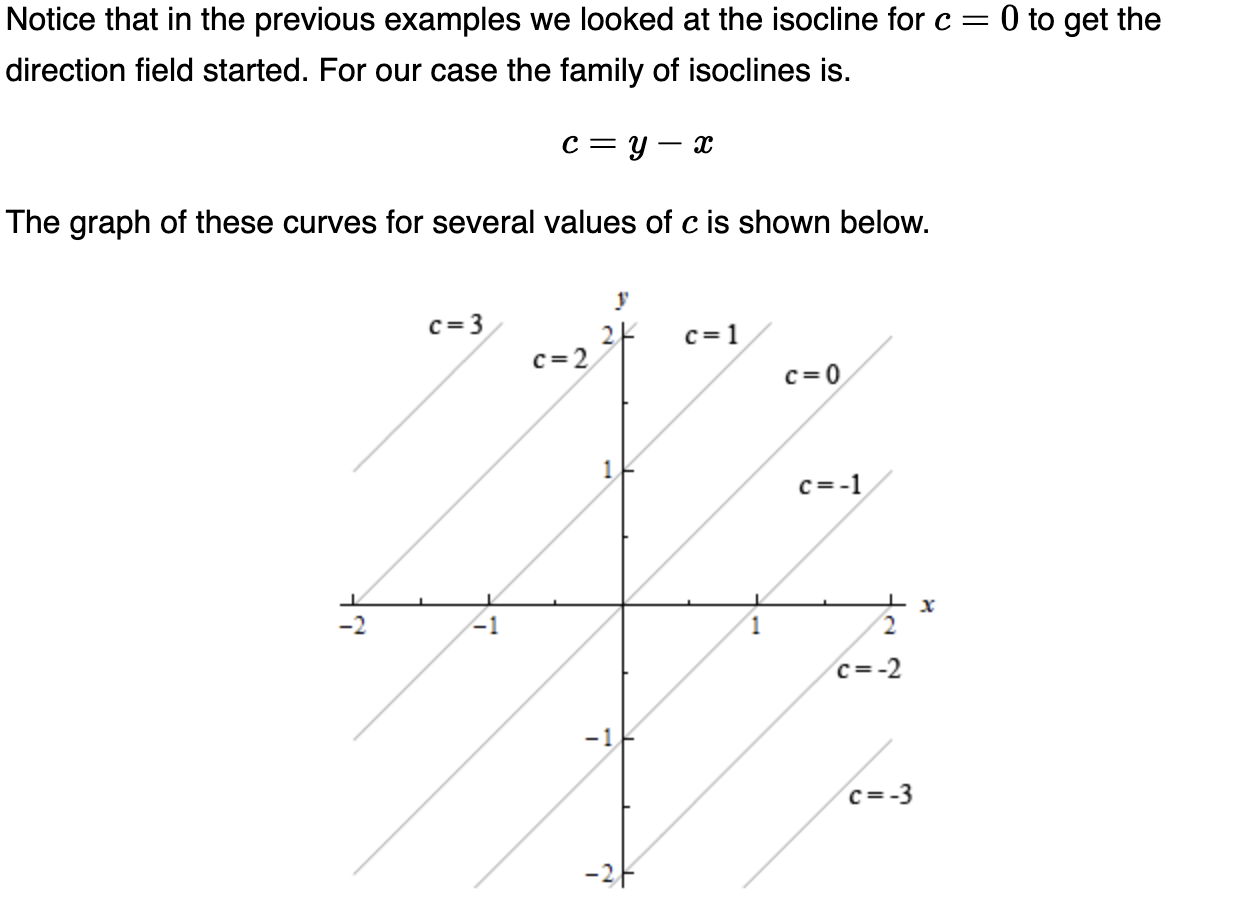 Notice that in the previous examples we looked at the isocline for c = 0 to get the
direction field started. For our case the family of isoclines is.
c = y − x
The graph of these curves for several values of c is shown below.
y
c=3
2
c=1
c=2
c=0
1
c=-1
x
−2
−1
1
2
c=-2
−1
c=-3
−2